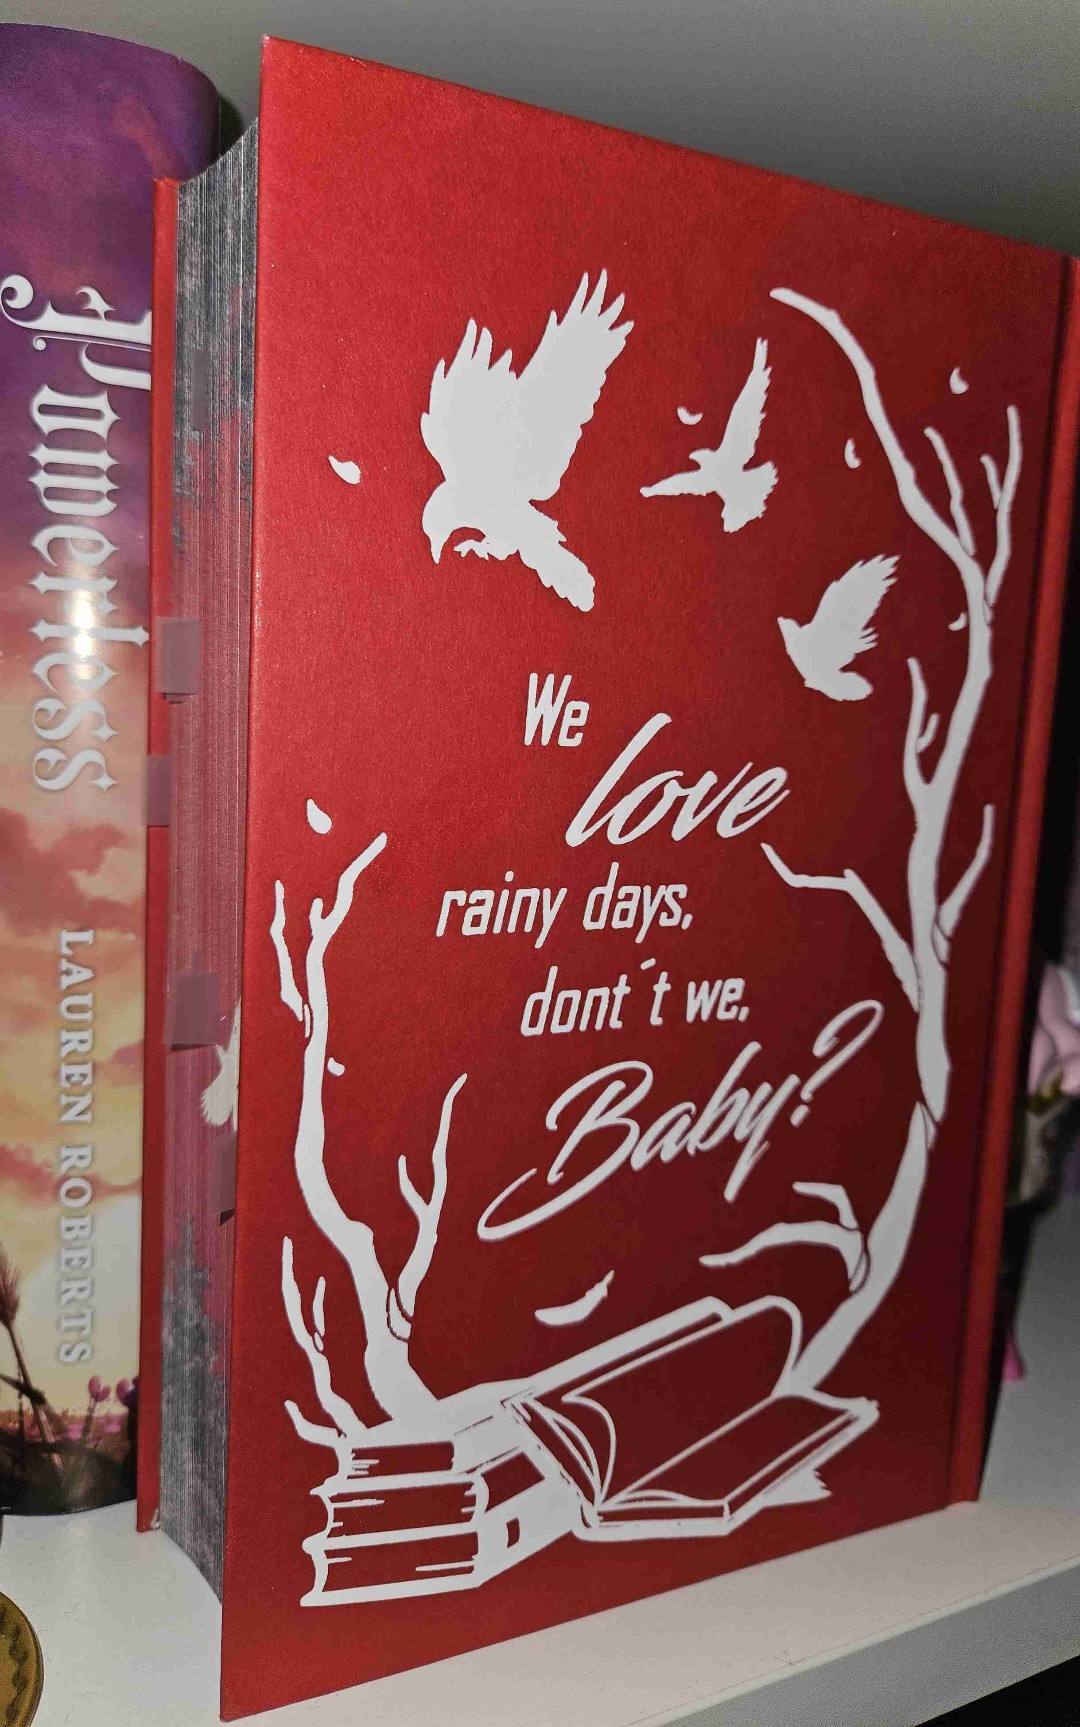 Powerless
LAUREN ROBERTS
We
love
rainy days,
dont´t we,
Baby?